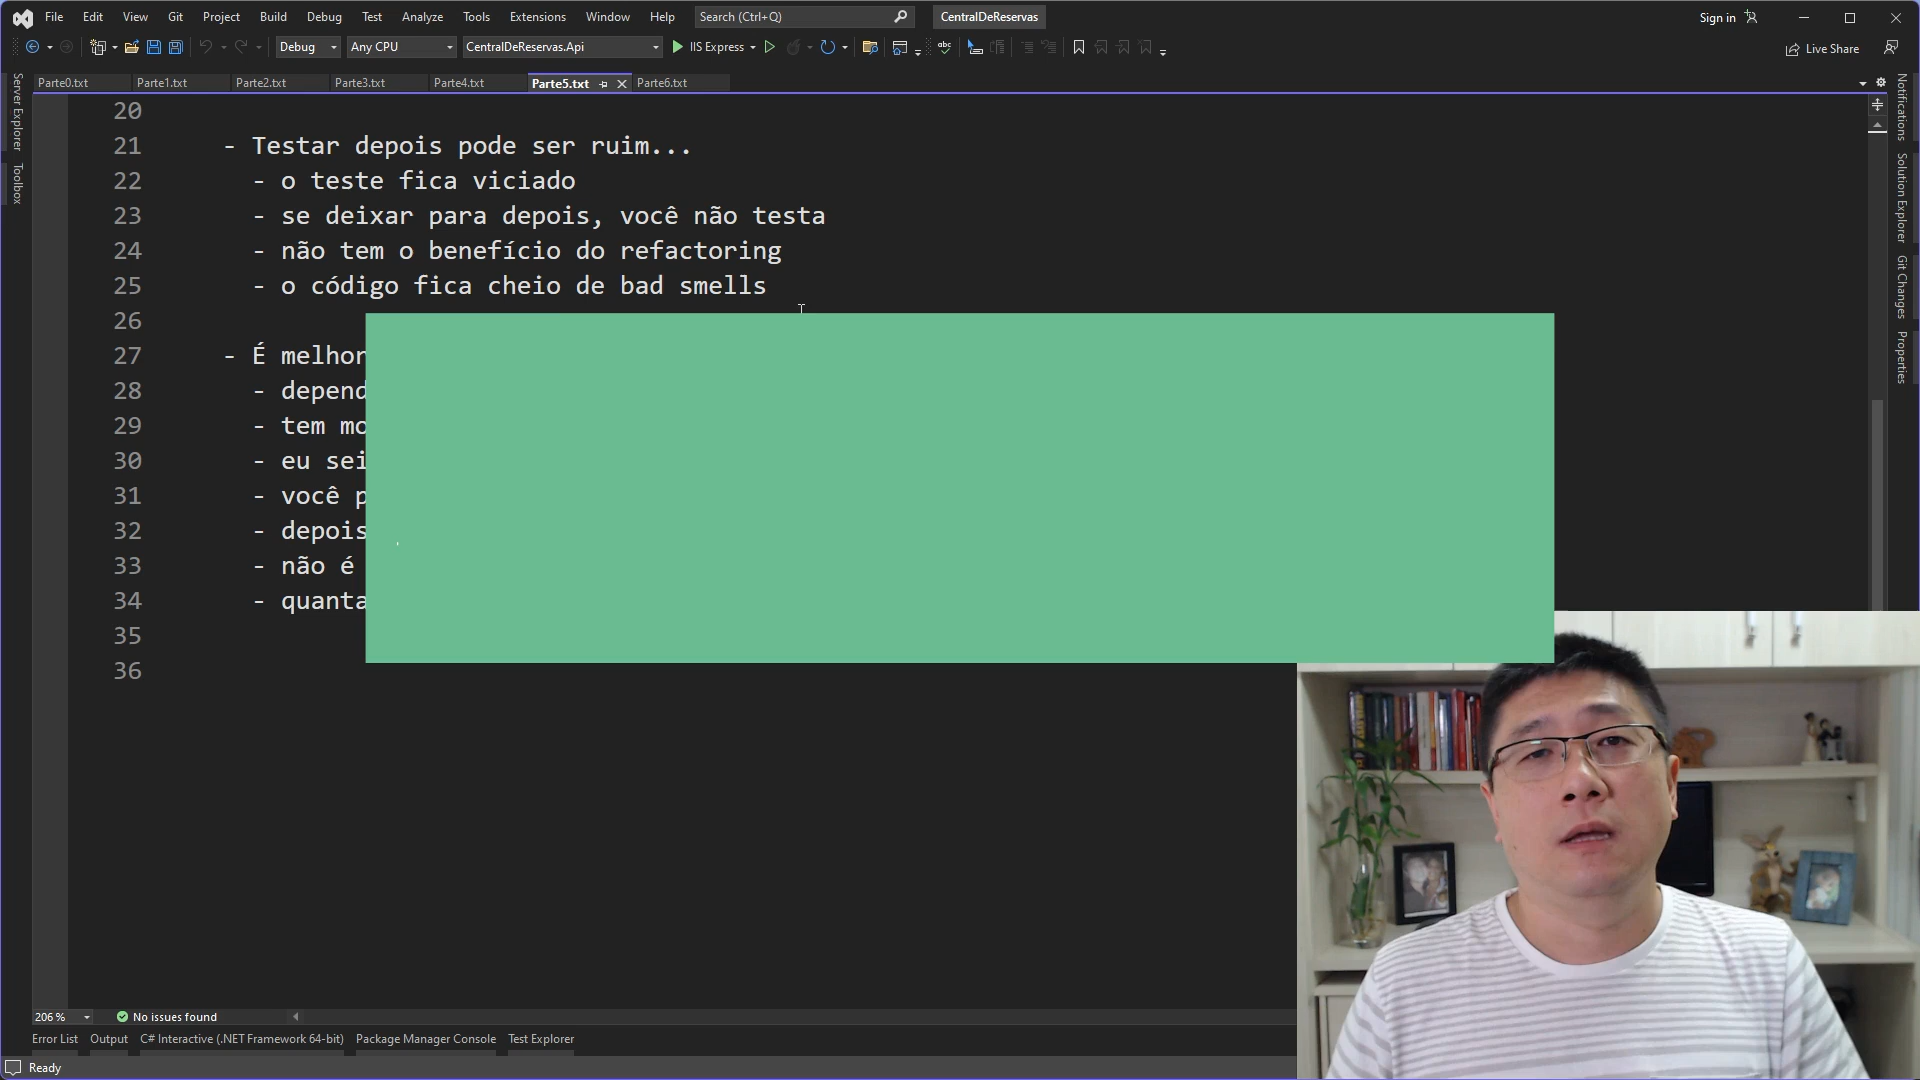 File Edit View Git Project Build Debug Test Analyze Tools Extensions Window Help Search (Ctrl+Q) CentralDeReservas Sign in
Debug Any CPU CentralDeReservas.Api IIS Express Live Share
Parte0.txt Parte1.txt Parte2.txt Parte3.txt Parte4.txt Parte5.txt Parte6.txt
Server Explorer
Toolbox
Notifications
Solution Explorer
Git Changes
Properties
20
21 - Testar depois pode ser ruim...
22 - o teste fica viciado
23 - se deixar para depois, você não testa
24 - não tem o benefício do refactoring
25 - o código fica cheio de bad smells
26
27 - É melhor
28 - depend
29 - tem mo
30 - eu sei
31 - você p
32 - depois
33 - não é
34 - quanta
35
36
206 % No issues found
Error List Output C# Interactive (.NET Framework 64-bit) Package Manager Console Test Explorer
Ready